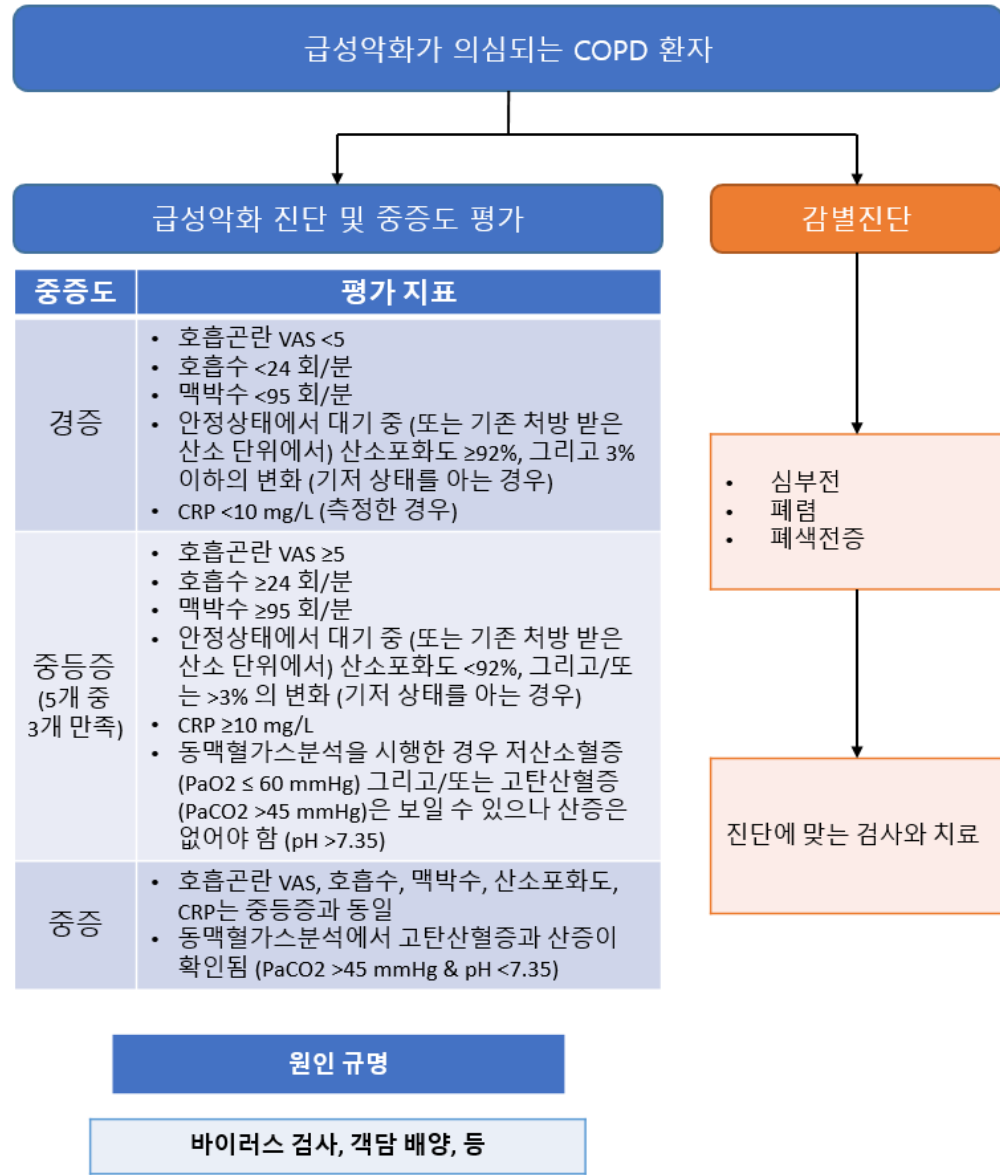 급성악화가 의심되는 COPD 환자
급성악화 진단 및 중증도 평가
감별진단
중증도
평가 지표
경증
• 호흡곤란 VAS <5
• 호흡수 <24 회/분
• 맥박수 <95 회/분
• 안정상태에서 대기 중 (또는 기존 처방 받은
산소 단위에서) 산소포화도 ≥92%, 그리고 3%
이하의 변화 (기저 상태를 아는 경우)
• CRP <10 mg/L (측정한 경우)
중등증
(5개 중
3개 만족)
• 호흡곤란 VAS ≥5
• 호흡수 ≥24 회/분
• 맥박수 ≥95 회/분
• 안정상태에서 대기 중 (또는 기존 처방 받은
산소 단위에서) 산소포화도 <92%, 그리고/또
는 >3% 의 변화 (기저 상태를 아는 경우)
• CRP ≥10 mg/L
• 동맥혈가스분석을 시행한 경우 저산소혈증
(PaO2 ≤ 60 mmHg) 그리고/또는 고탄산혈증
(PaCO2 >45 mmHg)은 보일 수 있으나 산증은
없어야 함 (pH >7.35)
중증
• 호흡곤란 VAS, 호흡수, 맥박수, 산소포화도,
CRP는 중등증과 동일
• 동맥혈가스분석에서 고탄산혈증과 산증이
확인됨 (PaCO2 >45 mmHg & pH <7.35)
• 심부전
• 폐렴
• 폐색전증
진단에 맞는 검사와 치료
원인 규명
바이러스 검사, 객담 배양, 등